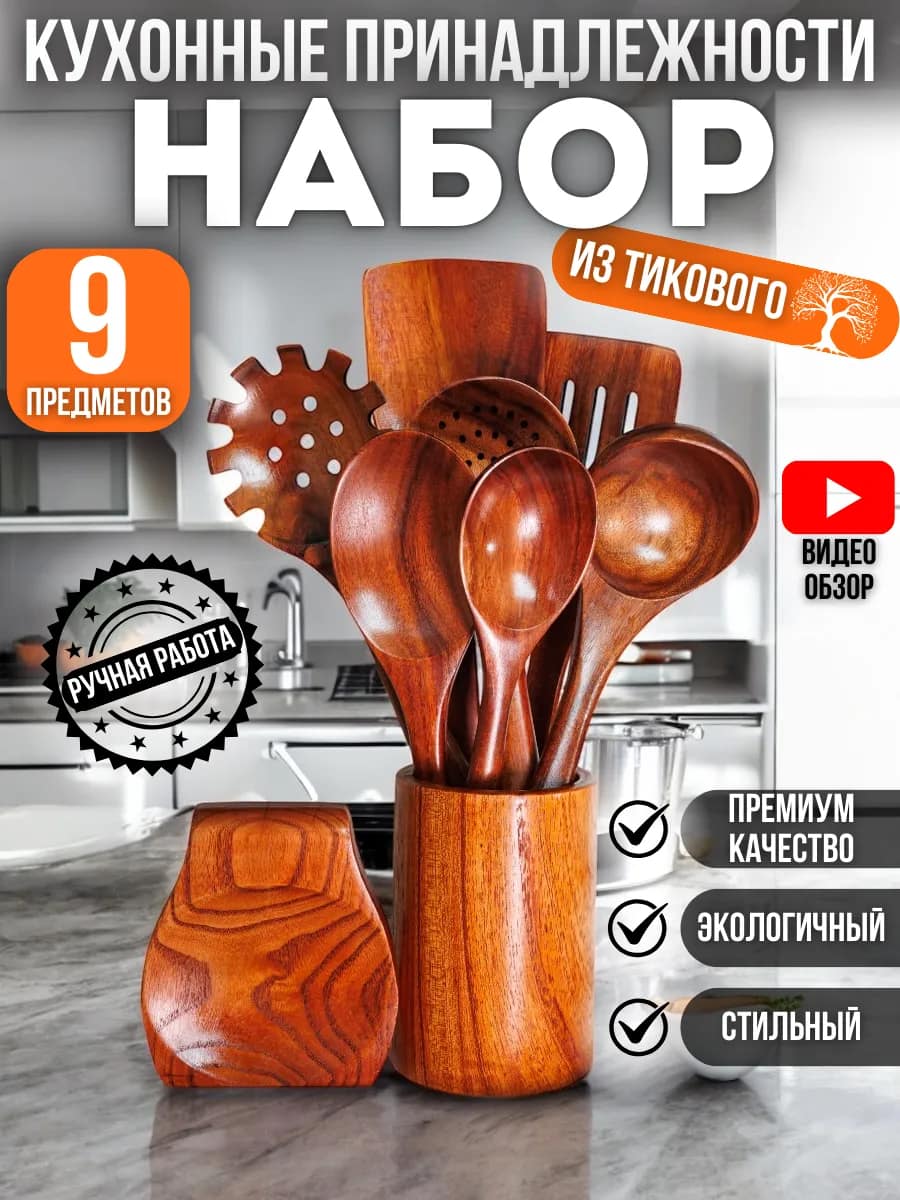 КУХОННЫЕ ПРИНАДЛЕЖНОСТИ
НАБОР
ИЗ ТИКОВОГО
9
ПРЕДМЕТОВ
ВИДЕО
ОБЗОР
РУЧНАЯ РАБОТА
ПРЕМИУМ
КАЧЕСТВО
ЭКОЛОГИЧНЫЙ
СТИЛЬНЫЙ